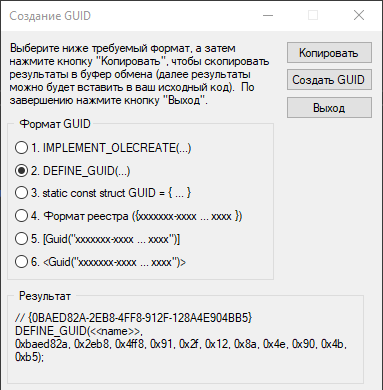 Создание GUID
Выберите ниже требуемый формат, а затем
нажмите кнопку "Копировать", чтобы скопировать
результаты в буфер обмена (далее результаты
можно будет вставить в ваш исходный код).  По
завершению нажмите кнопку "Выход".
Копировать
Создать GUID
Выход
Формат GUID
1. IMPLEMENT_OLECREATE(...)
2. DEFINE_GUID(...)
3. static const struct GUID = { ... }
4. Формат реестра ({xxxxxxx-xxxx ... xxxx })
5. [Guid("xxxxxxx-xxxx ... xxxx")]
6. <Guid("xxxxxxx-xxxx ... xxxx")>
Результат
// {0BAED82A-2EB8-4FF8-912F-128A4E904BB5}
DEFINE_GUID(<<name>>,
0xbaed82a, 0x2eb8, 0x4ff8, 0x91, 0x2f, 0x12, 0x8a, 0x4e, 0x90, 0x4b,
0xb5);